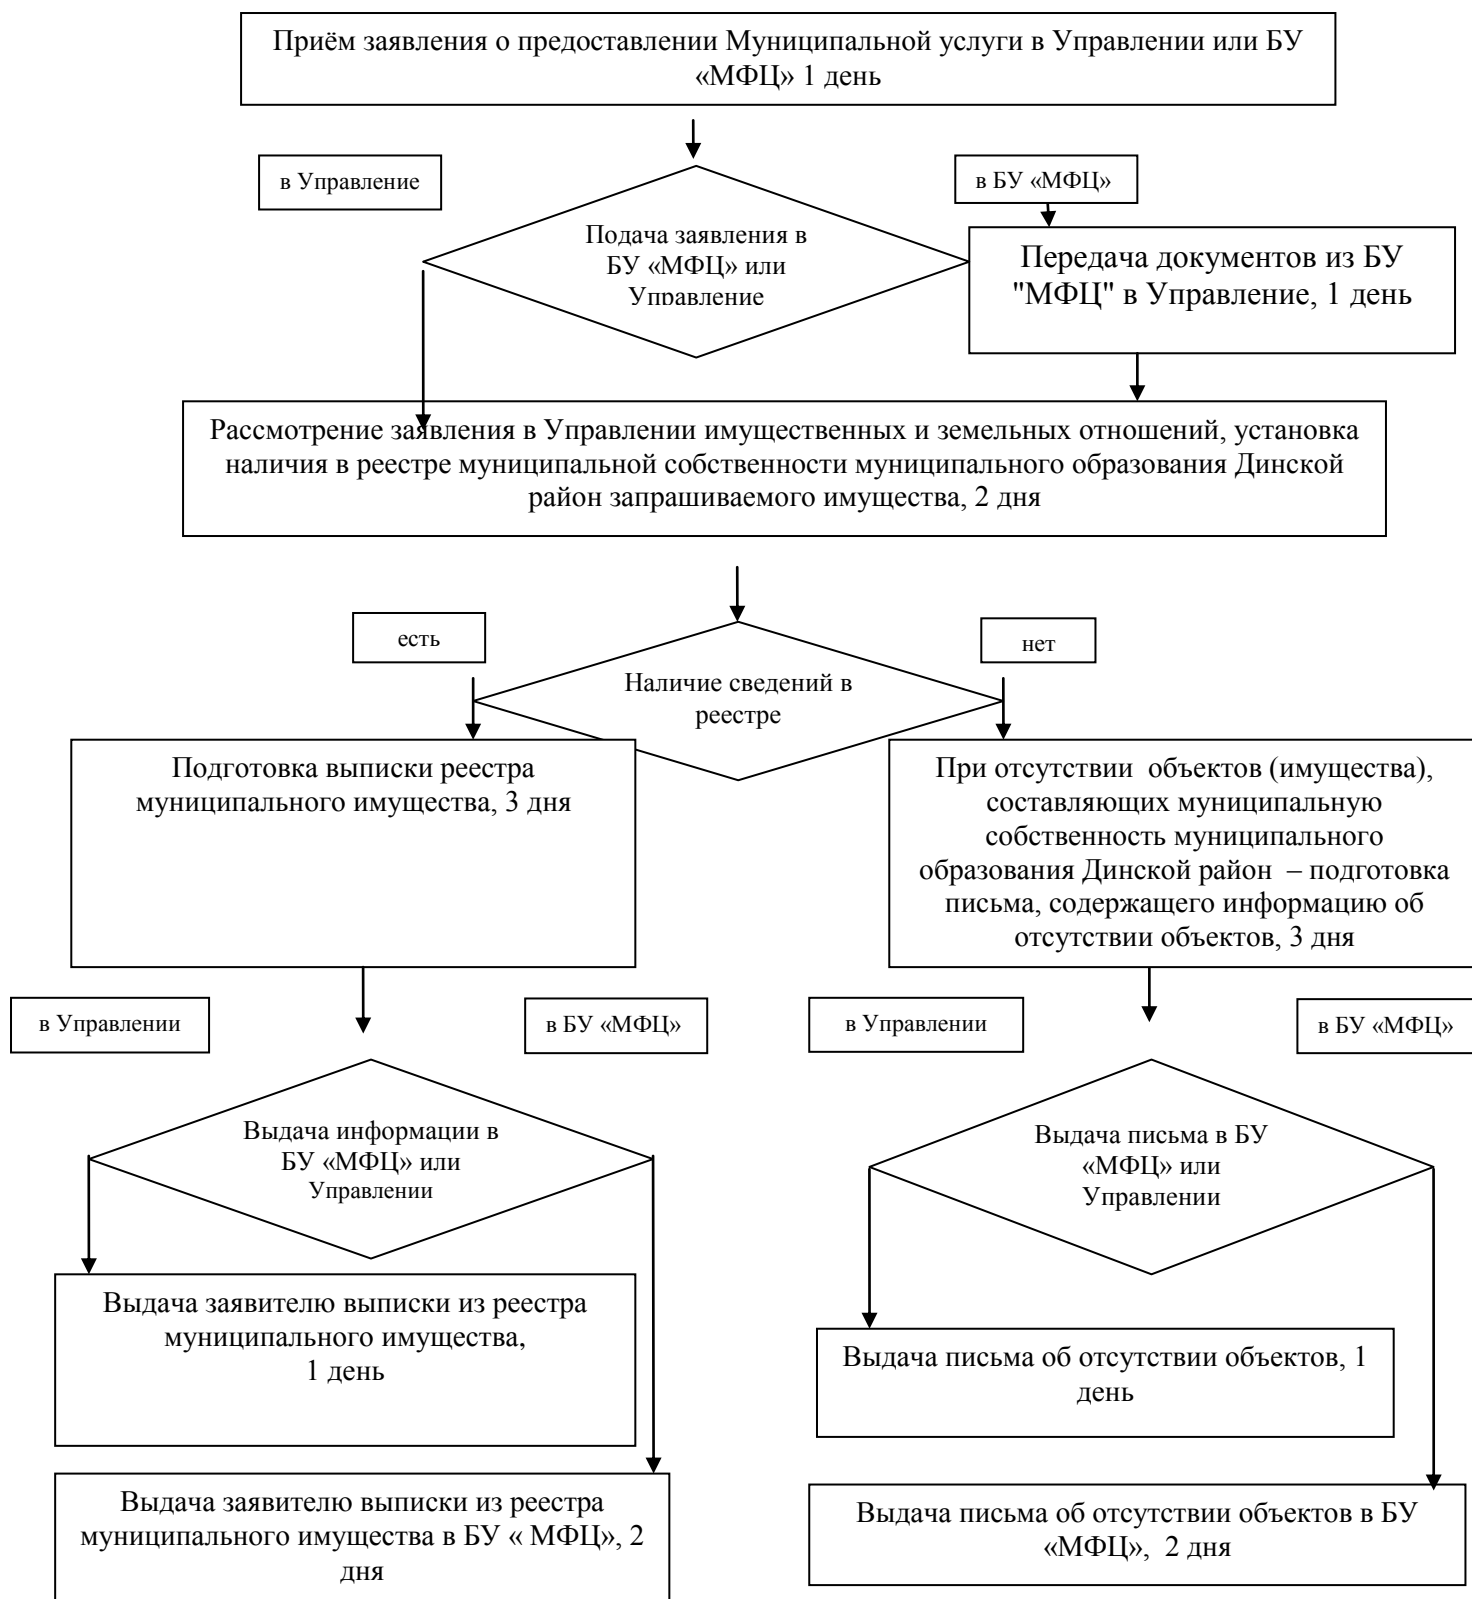 Приём заявления о предоставлении Муниципальной услуги в Управлении или БУ
«МФЦ» 1 день
в Управление
в БУ «МФЦ»
Подача заявления в
БУ «МФЦ» или
Управление
Передача документов из БУ
"МФЦ" в Управление, 1 день
Рассмотрение заявления в Управлении имущественных и земельных отношений, установка
наличия в реестре муниципальной собственности муниципального образования Динской
район запрашиваемого имущества, 2 дня
есть
нет
Наличие сведений в
реестре
Подготовка выписки реестра
муниципального имущества, 3 дня
При отсутствии объектов (имущества),
составляющих муниципальную
собственность муниципального
образования Динской район – подготовка
письма, содержащего информацию об
отсутствии объектов, 3 дня
в Управлении
в БУ «МФЦ»
в Управлении
в БУ «МФЦ»
Выдача информации в
БУ «МФЦ» или
Управлении
Выдача письма в БУ
«МФЦ» или
Управлении
Выдача заявителю выписки из реестра
муниципального имущества,
1 день
Выдача письма об отсутствии объектов, 1
день
Выдача заявителю выписки из реестра
муниципального имущества в БУ « МФЦ», 2
дня
Выдача письма об отсутствии объектов в БУ
«МФЦ», 2 дня